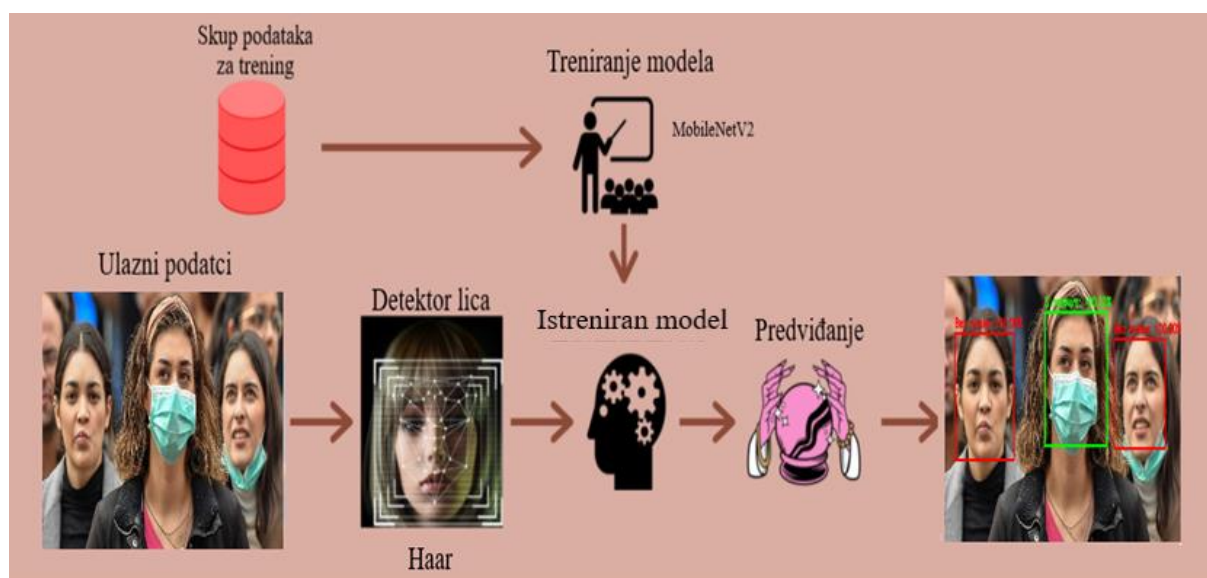 Skup podataka
za trening
Treniranje modela
MobileNetV2
Ulazni podatci
Detektor lica
Istreniran model
Predviđanje
Haar